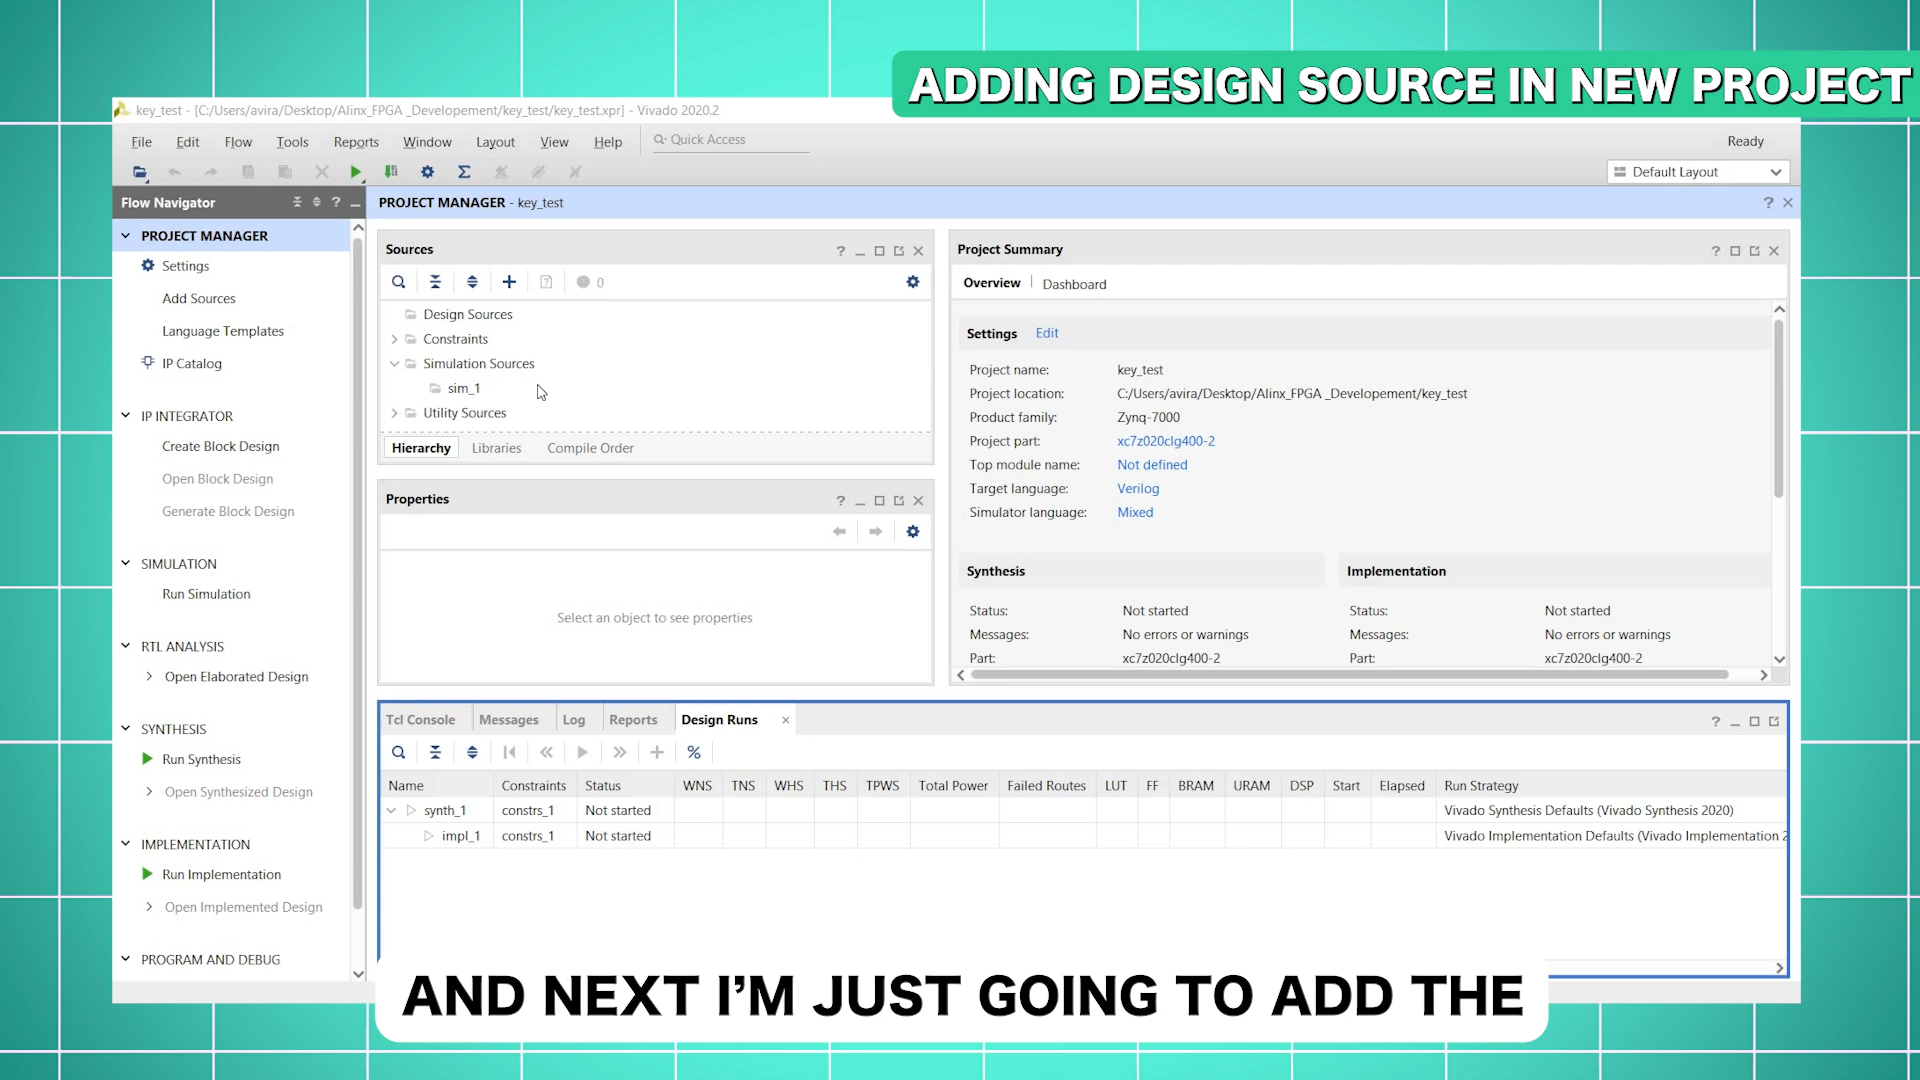 ADDING DESIGN SOURCE IN NEW PROJECT
key_test - [C:/Users/avira/Desktop/Alinx_FPGA _Developement/key_test/key_test.xpr] - Vivado 2020.2
File Edit Flow Tools Reports Window Layout View Help Quick Access Ready
Default Layout
Flow Navigator
PROJECT MANAGER
Settings
Add Sources
Language Templates
IP Catalog
IP INTEGRATOR
Create Block Design
Open Block Design
Generate Block Design
SIMULATION
Run Simulation
RTL ANALYSIS
Open Elaborated Design
SYNTHESIS
Run Synthesis
Open Synthesized Design
IMPLEMENTATION
Run Implementation
Open Implemented Design
PROGRAM AND DEBUG
PROJECT MANAGER - key_test
Sources
0
Design Sources
Constraints
Simulation Sources
sim_1
Utility Sources
Hierarchy Libraries Compile Order
Properties
Select an object to see properties
Project Summary
Overview Dashboard
Settings Edit
Project name: key_test
Project location: C:/Users/avira/Desktop/Alinx_FPGA _Developement/key_test
Product family: Zynq-7000
Project part: xc7z020clg400-2
Top module name: Not defined
Target language: Verilog
Simulator language: Mixed
Synthesis
Status: Not started
Messages: No errors or warnings
Part: xc7z020clg400-2
Implementation
Status: Not started
Messages: No errors or warnings
Part: xc7z020clg400-2
Tcl Console Messages Log Reports Design Runs
Name Constraints Status WNS TNS WHS THS TPWS Total Power Failed Routes LUT FF BRAM URAM DSP Start Elapsed Run Strategy
synth_1 constrs_1 Not started Vivado Synthesis Defaults (Vivado Synthesis 2020)
impl_1 constrs_1 Not started Vivado Implementation Defaults (Vivado Implementation 2
AND NEXT I'M JUST GOING TO ADD THE